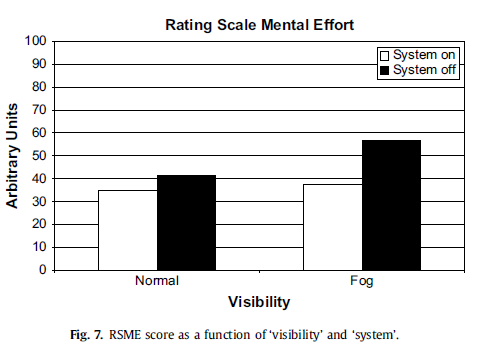 Rating Scale Mental Effort
100
90
80
70
60
50
40
30
20
10
0
Arbitrary Units
System on
System off
Normal
Fog
Visibility
Fig. 7. RSME score as a function of ‘visibility’ and ‘system’.